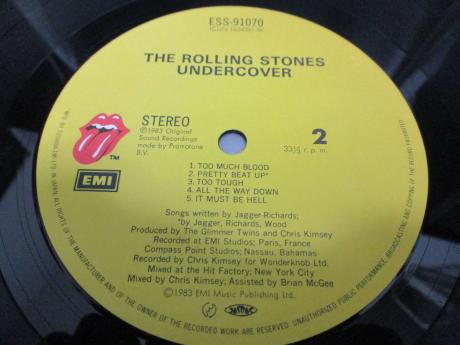 ESS-91070
THE ROLLING STONES
UNDERCOVER
STEREO
℗1983 Original
Sound Recordings
made by Promotone
B.V.
TM
EMI
2
33⅓ r.p.m.
1. TOO MUCH BLOOD
2. PRETTY BEAT UP*
3. TOO TOUGH
4. ALL THE WAY DOWN
5. IT MUST BE HELL
Songs written by Jagger-Richards;
*by Jagger, Richards, Wood
Produced by The Glimmer Twins and Chris Kimsey
Recorded at EMI Studios; Paris, France
Compass Point Studios; Nassau, Bahamas
Recorded by Chris Kimsey for Wonderknob Ltd.
Mixed at the Hit Factory; New York City
Mixed by Chris Kimsey; Assisted by Brian McGee
©1983 EMI Music Publishing Ltd.
ALL RIGHTS OF THE MANUFACTURER AND OF THE OWNER OF THE RECORDED WORK ARE RESERVED. UNAUTHORIZED PUBLIC PERFORMANCE, BROADCASTING AND COPYING OF THIS RECORD PROHIBITED
JASRAC